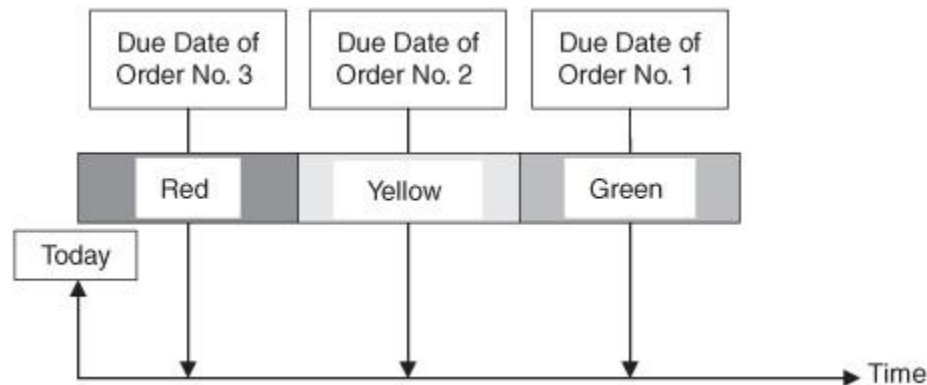 Due Date of
Order No. 3
Due Date of
Order No. 2
Due Date of
Order No. 1
Red
Yellow
Green
Today
Time